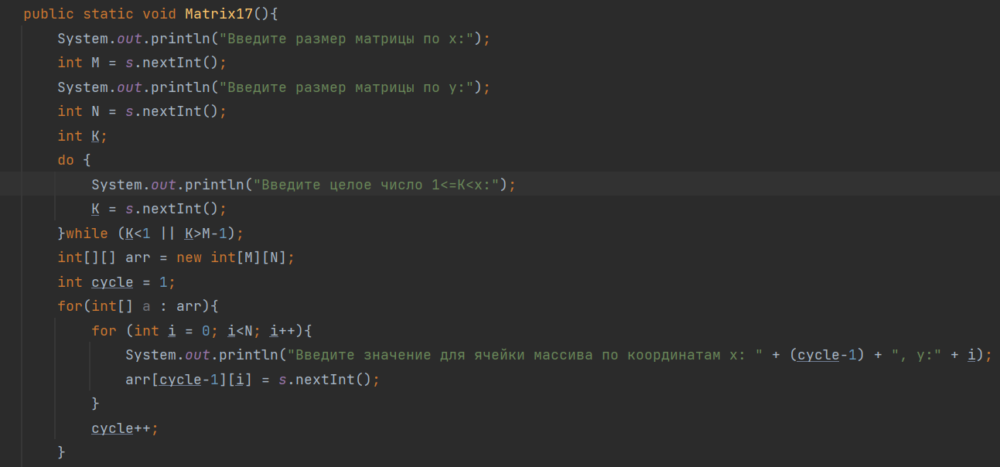 public static void Matrix17(){
System.out.println("Введите размер матрицы по x:");
int M = s.nextInt();
System.out.println("Введите размер матрицы по y:");
int N = s.nextInt();
int K;
do {
System.out.println("Введите целое число 1<=K<x:");
K = s.nextInt();
}while (K<1 || K>M-1);
int[][] arr = new int[M][N];
int cycle = 1;
for(int[] a : arr){
for (int i = 0; i<N; i++){
System.out.println("Введите значение для ячейки массива по координатам x: " + (cycle-1) + ", y:" + i);
arr[cycle-1][i] = s.nextInt();
}
cycle++;
}